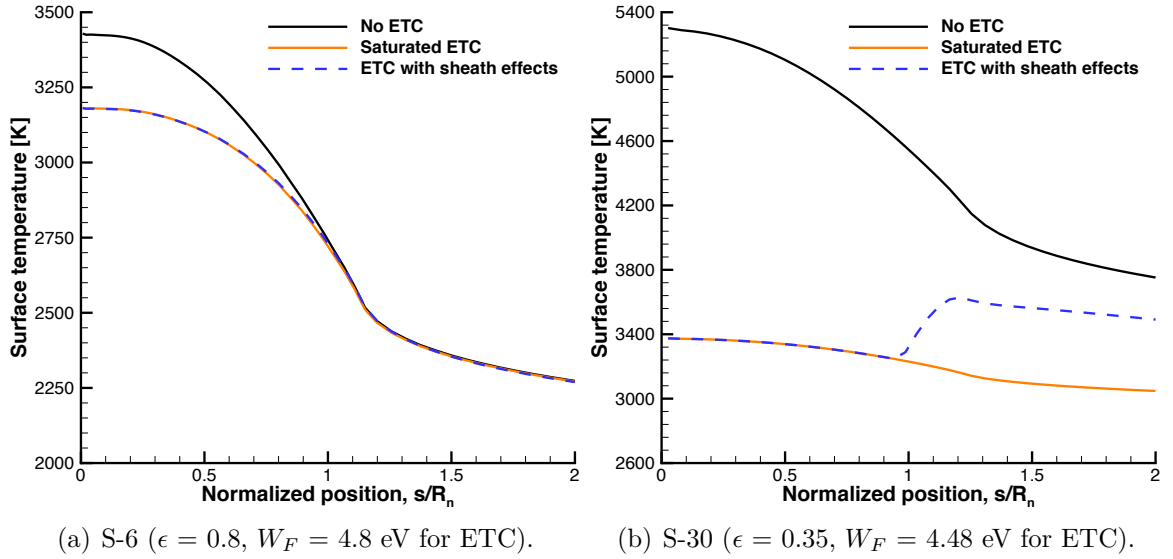 3500
3250
3000
2750
2500
2250
2000
Surface temperature [K]
No ETC
Saturated ETC
ETC with sheath effects
0
0.5
1
1.5
2
Normalized position, s/Rn
(a) S-6 (ϵ = 0.8, W_F = 4.8 eV for ETC).
5400
5000
4600
4200
3800
3400
3000
2600
Surface temperature [K]
No ETC
Saturated ETC
ETC with sheath effects
0
0.5
1
1.5
2
Normalized position, s/Rn
(b) S-30 (ϵ = 0.35, W_F = 4.48 eV for ETC).